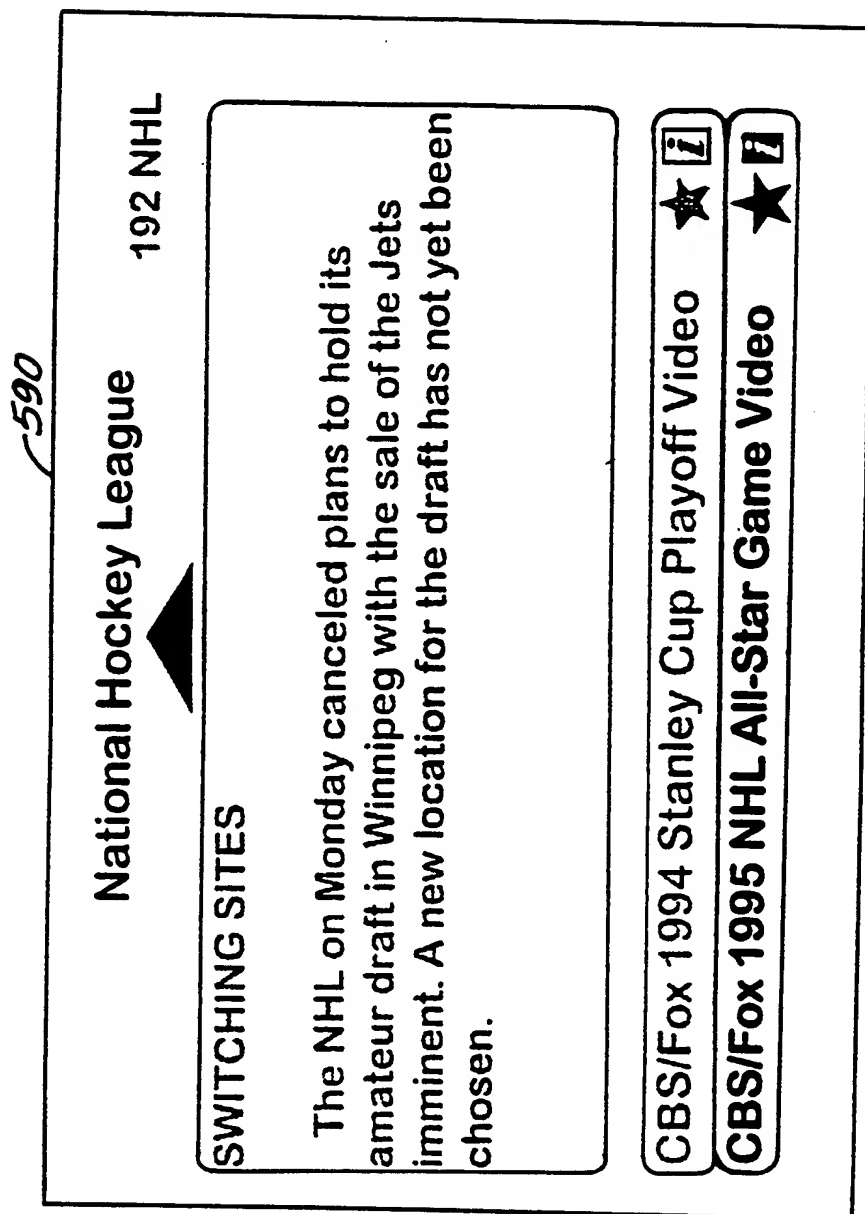 590
National Hockey League 192 NHL
SWITCHING SITES
The NHL on Monday canceled plans to hold its
amateur draft in Winnipeg with the sale of the Jets
imminent. A new location for the draft has not yet been
chosen.
CBS/Fox 1994 Stanley Cup Playoff Video i
CBS/Fox 1995 NHL All-Star Game Video i